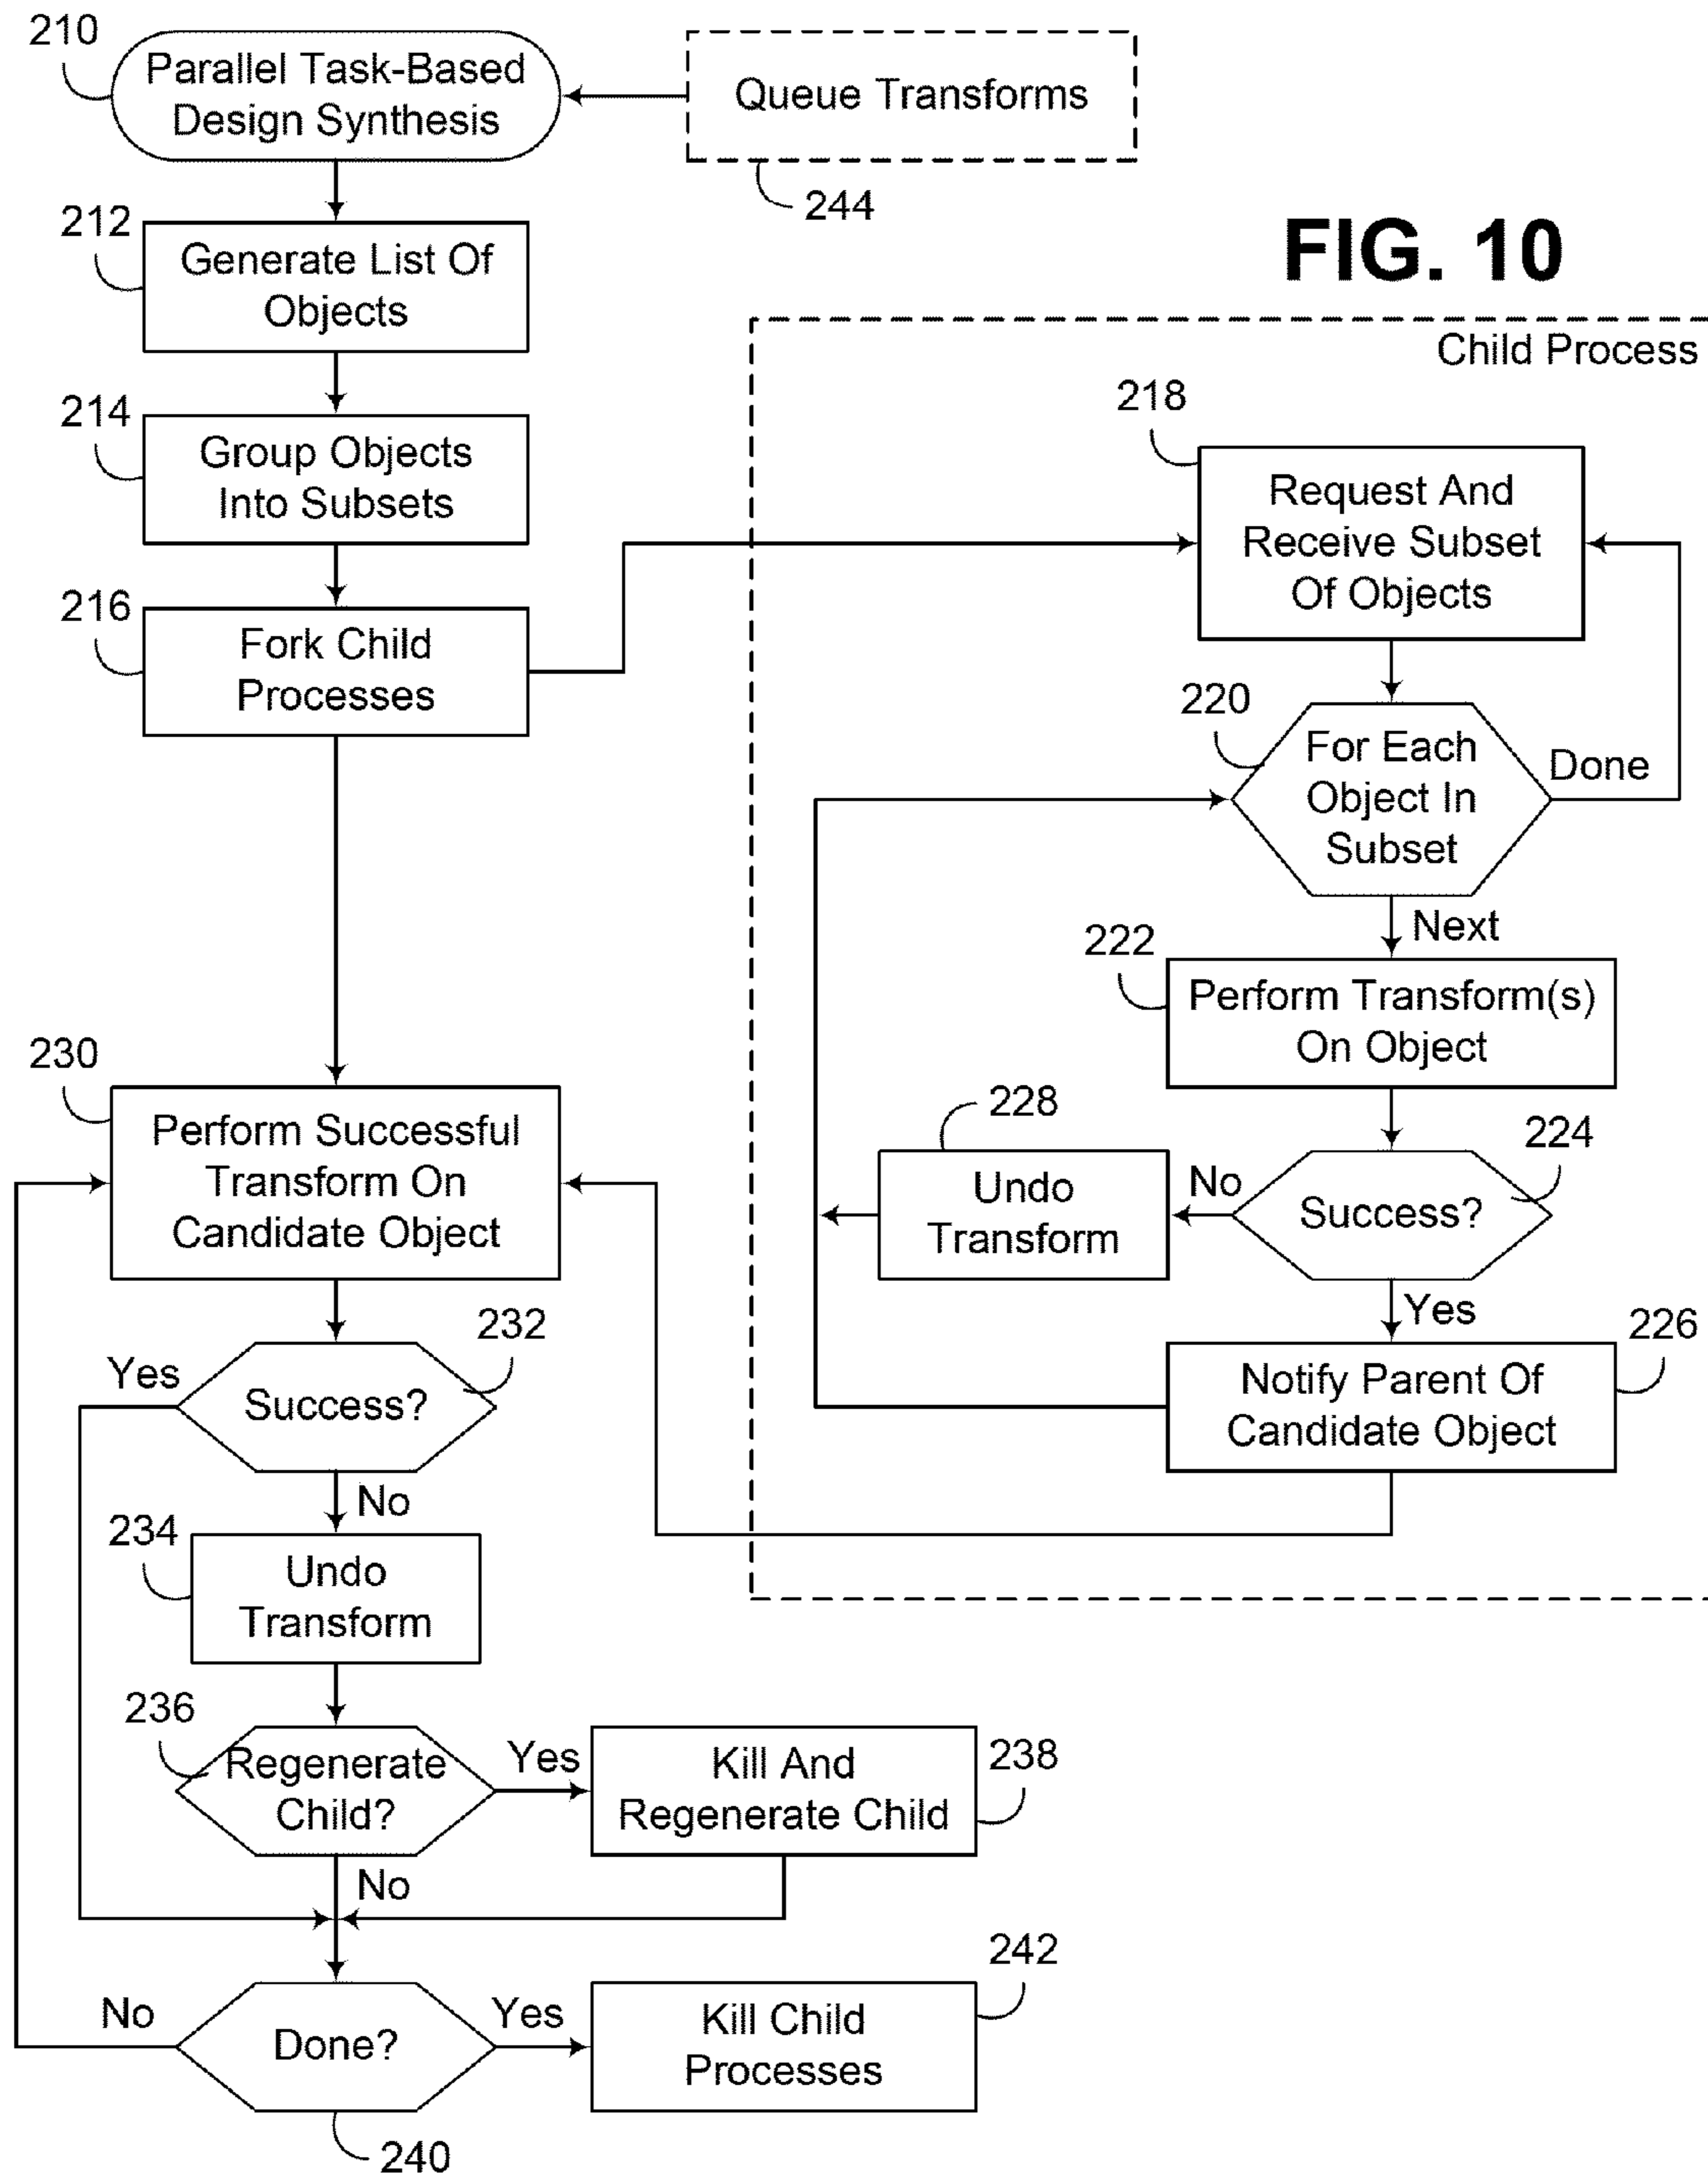 210
Parallel Task-Based
Design Synthesis
Queue Transforms
244
212
Generate List Of
Objects
FIG. 10
Child Process
214
Group Objects
Into Subsets
216
Fork Child
Processes
218
Request And
Receive Subset
Of Objects
220
For Each
Object In
Subset
Done
Next
222
Perform Transform(s)
On Object
224
Success?
No
228
Undo
Transform
Yes
226
Notify Parent Of
Candidate Object
230
Perform Successful
Transform On
Candidate Object
232
Success?
Yes
No
234
Undo
Transform
236
Regenerate
Child?
Yes
238
Kill And
Regenerate Child
No
240
Done?
No
Yes
242
Kill Child
Processes